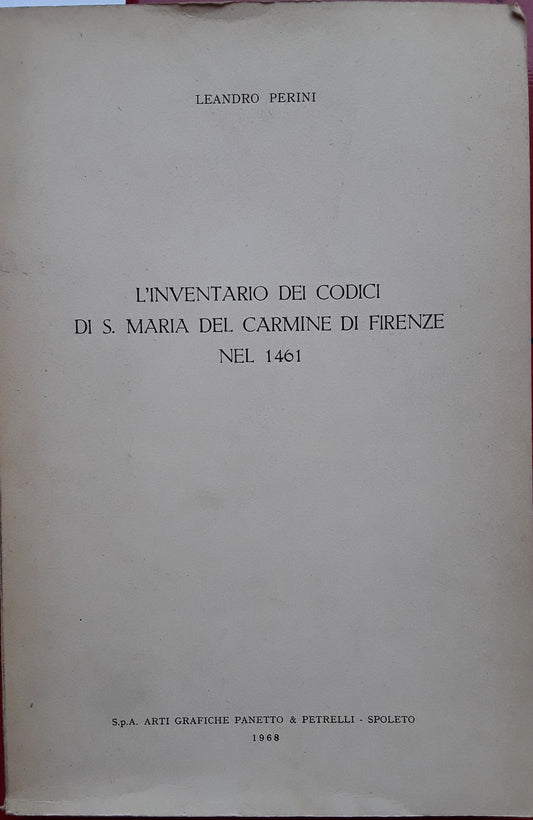 LEANDRO PERINI
L'INVENTARIO DEI CODICI
DI S. MARIA DEL CARMINE DI FIRENZE
NEL 1461
S.p.A. ARTI GRAFICHE PANETTO & PETRELLI - SPOLETO
1968